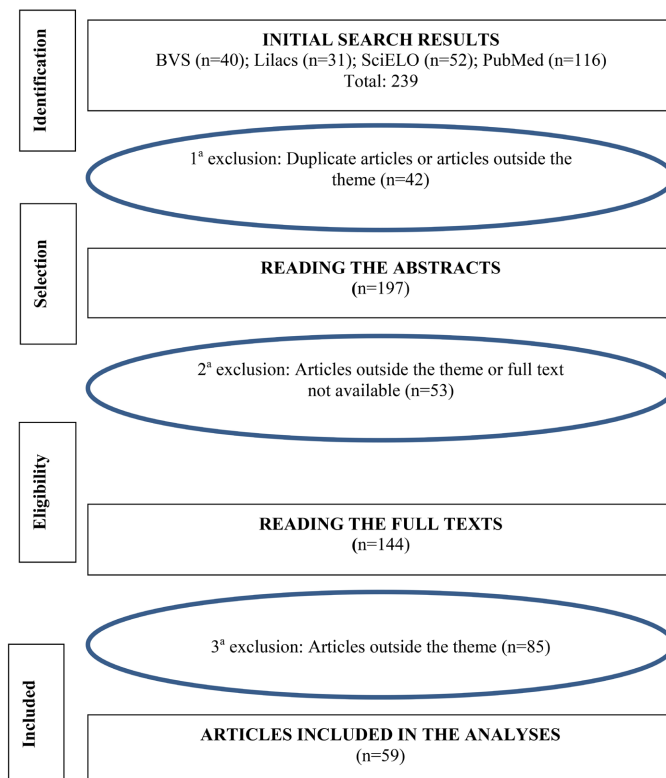 Identification
INITIAL SEARCH RESULTS
BVS (n=40); Lilacs (n=31); SciELO (n=52); PubMed (n=116)
Total: 239
1ª exclusion: Duplicate articles or articles outside the
theme (n=42)
Selection
READING THE ABSTRACTS
(n=197)
2ª exclusion: Articles outside the theme or full text
not available (n=53)
Eligibility
READING THE FULL TEXTS
(n=144)
3ª exclusion: Articles outside the theme (n=85)
Included
ARTICLES INCLUDED IN THE ANALYSES
(n=59)